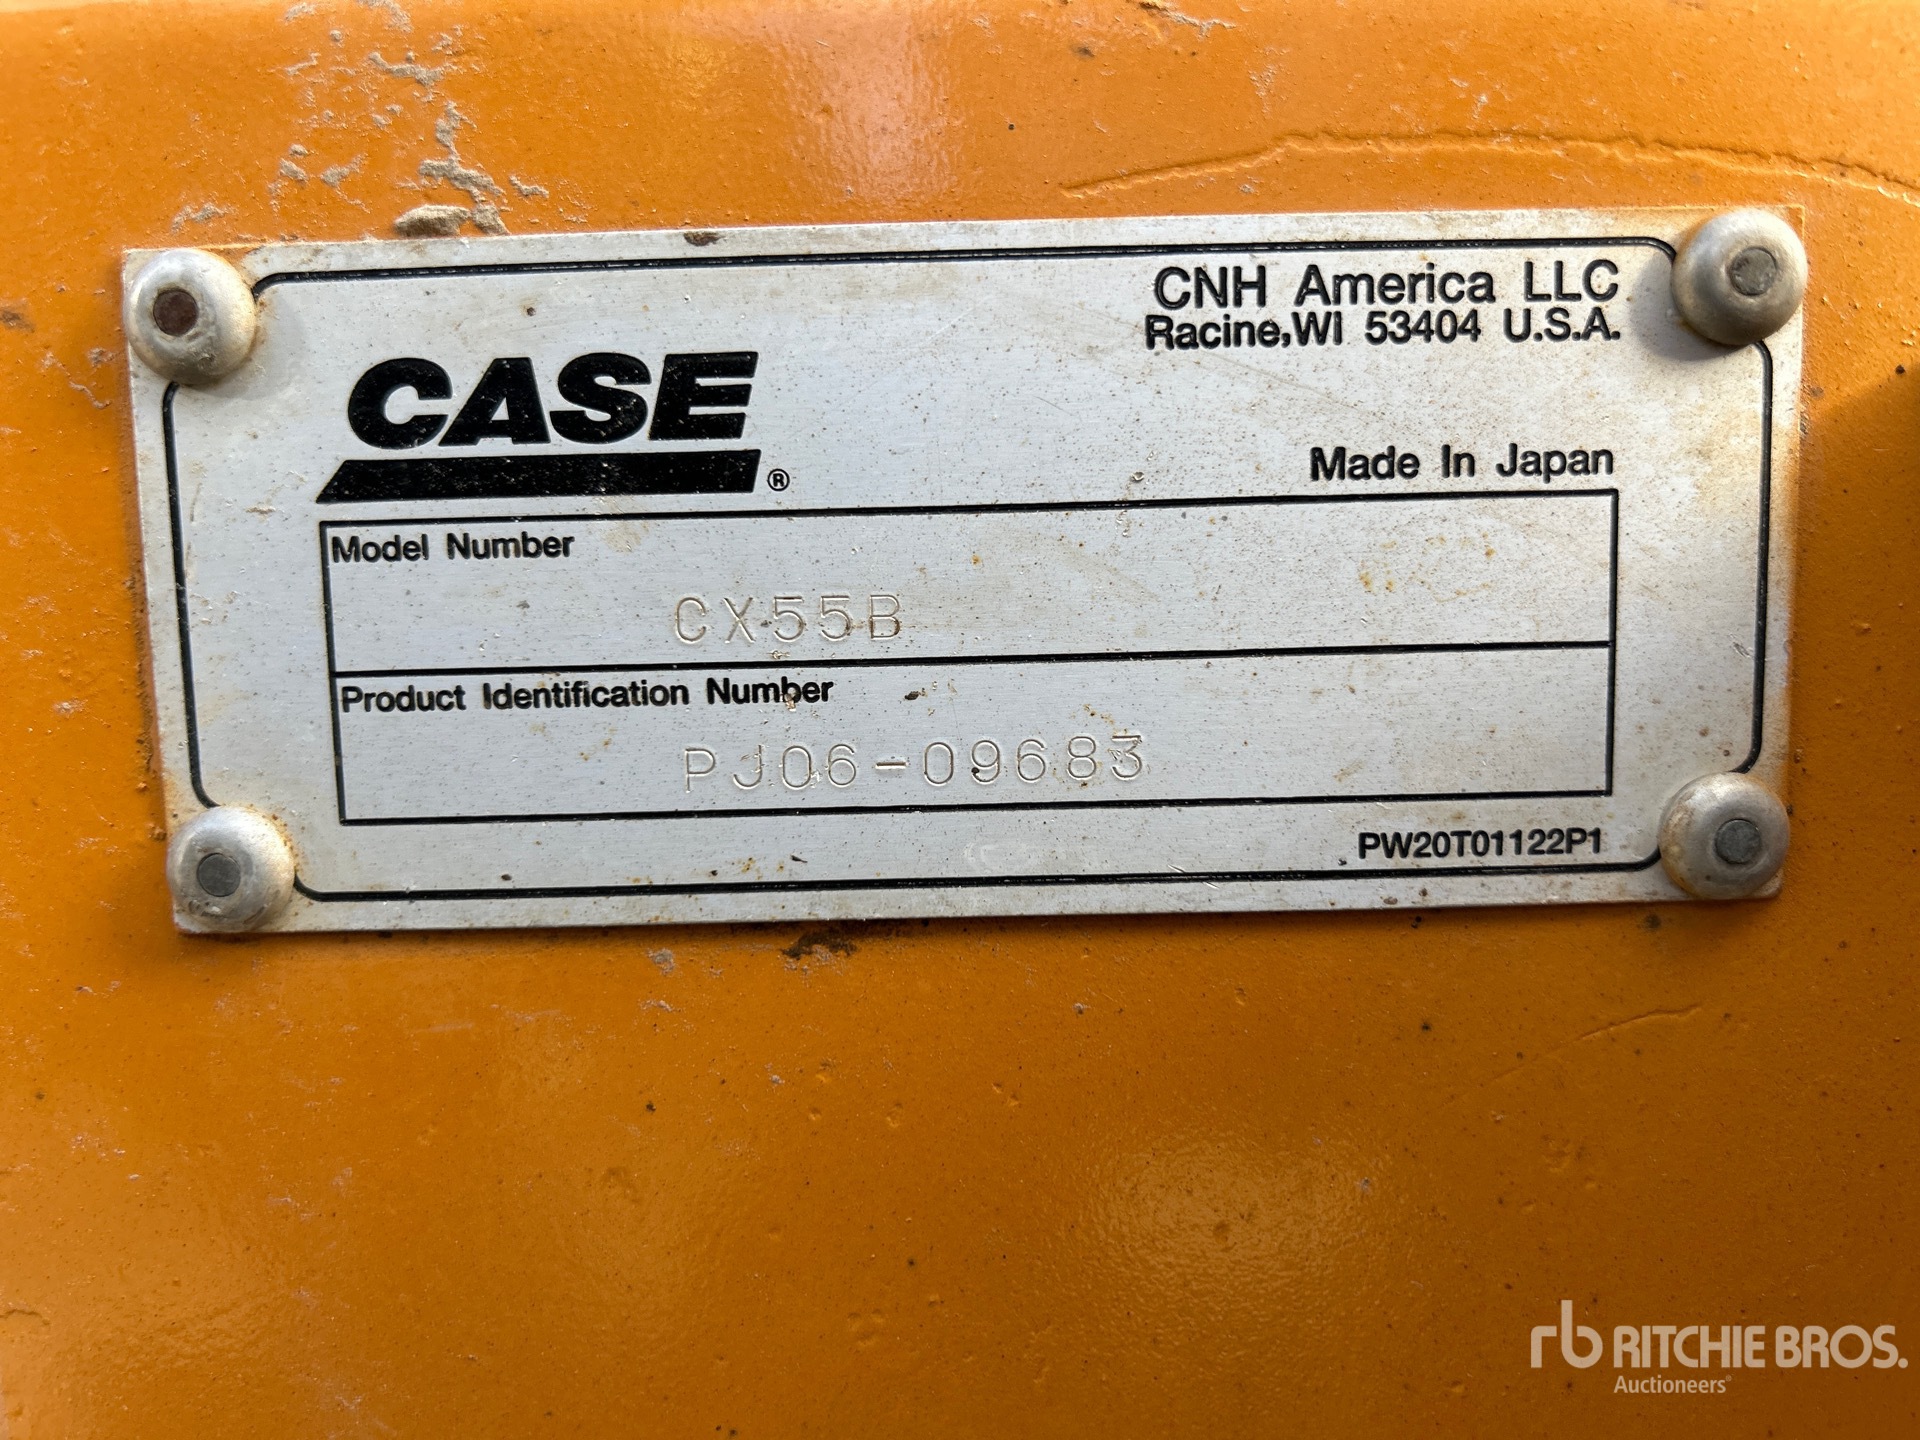 CNH America LLC
Racine,WI 53404 U.S.A.
CASE®
Made In Japan
Model Number
CX55B
Product Identification Number
PJ06-09683
PW20T01122P1
rb RITCHIE BROS.
Auctioneers®